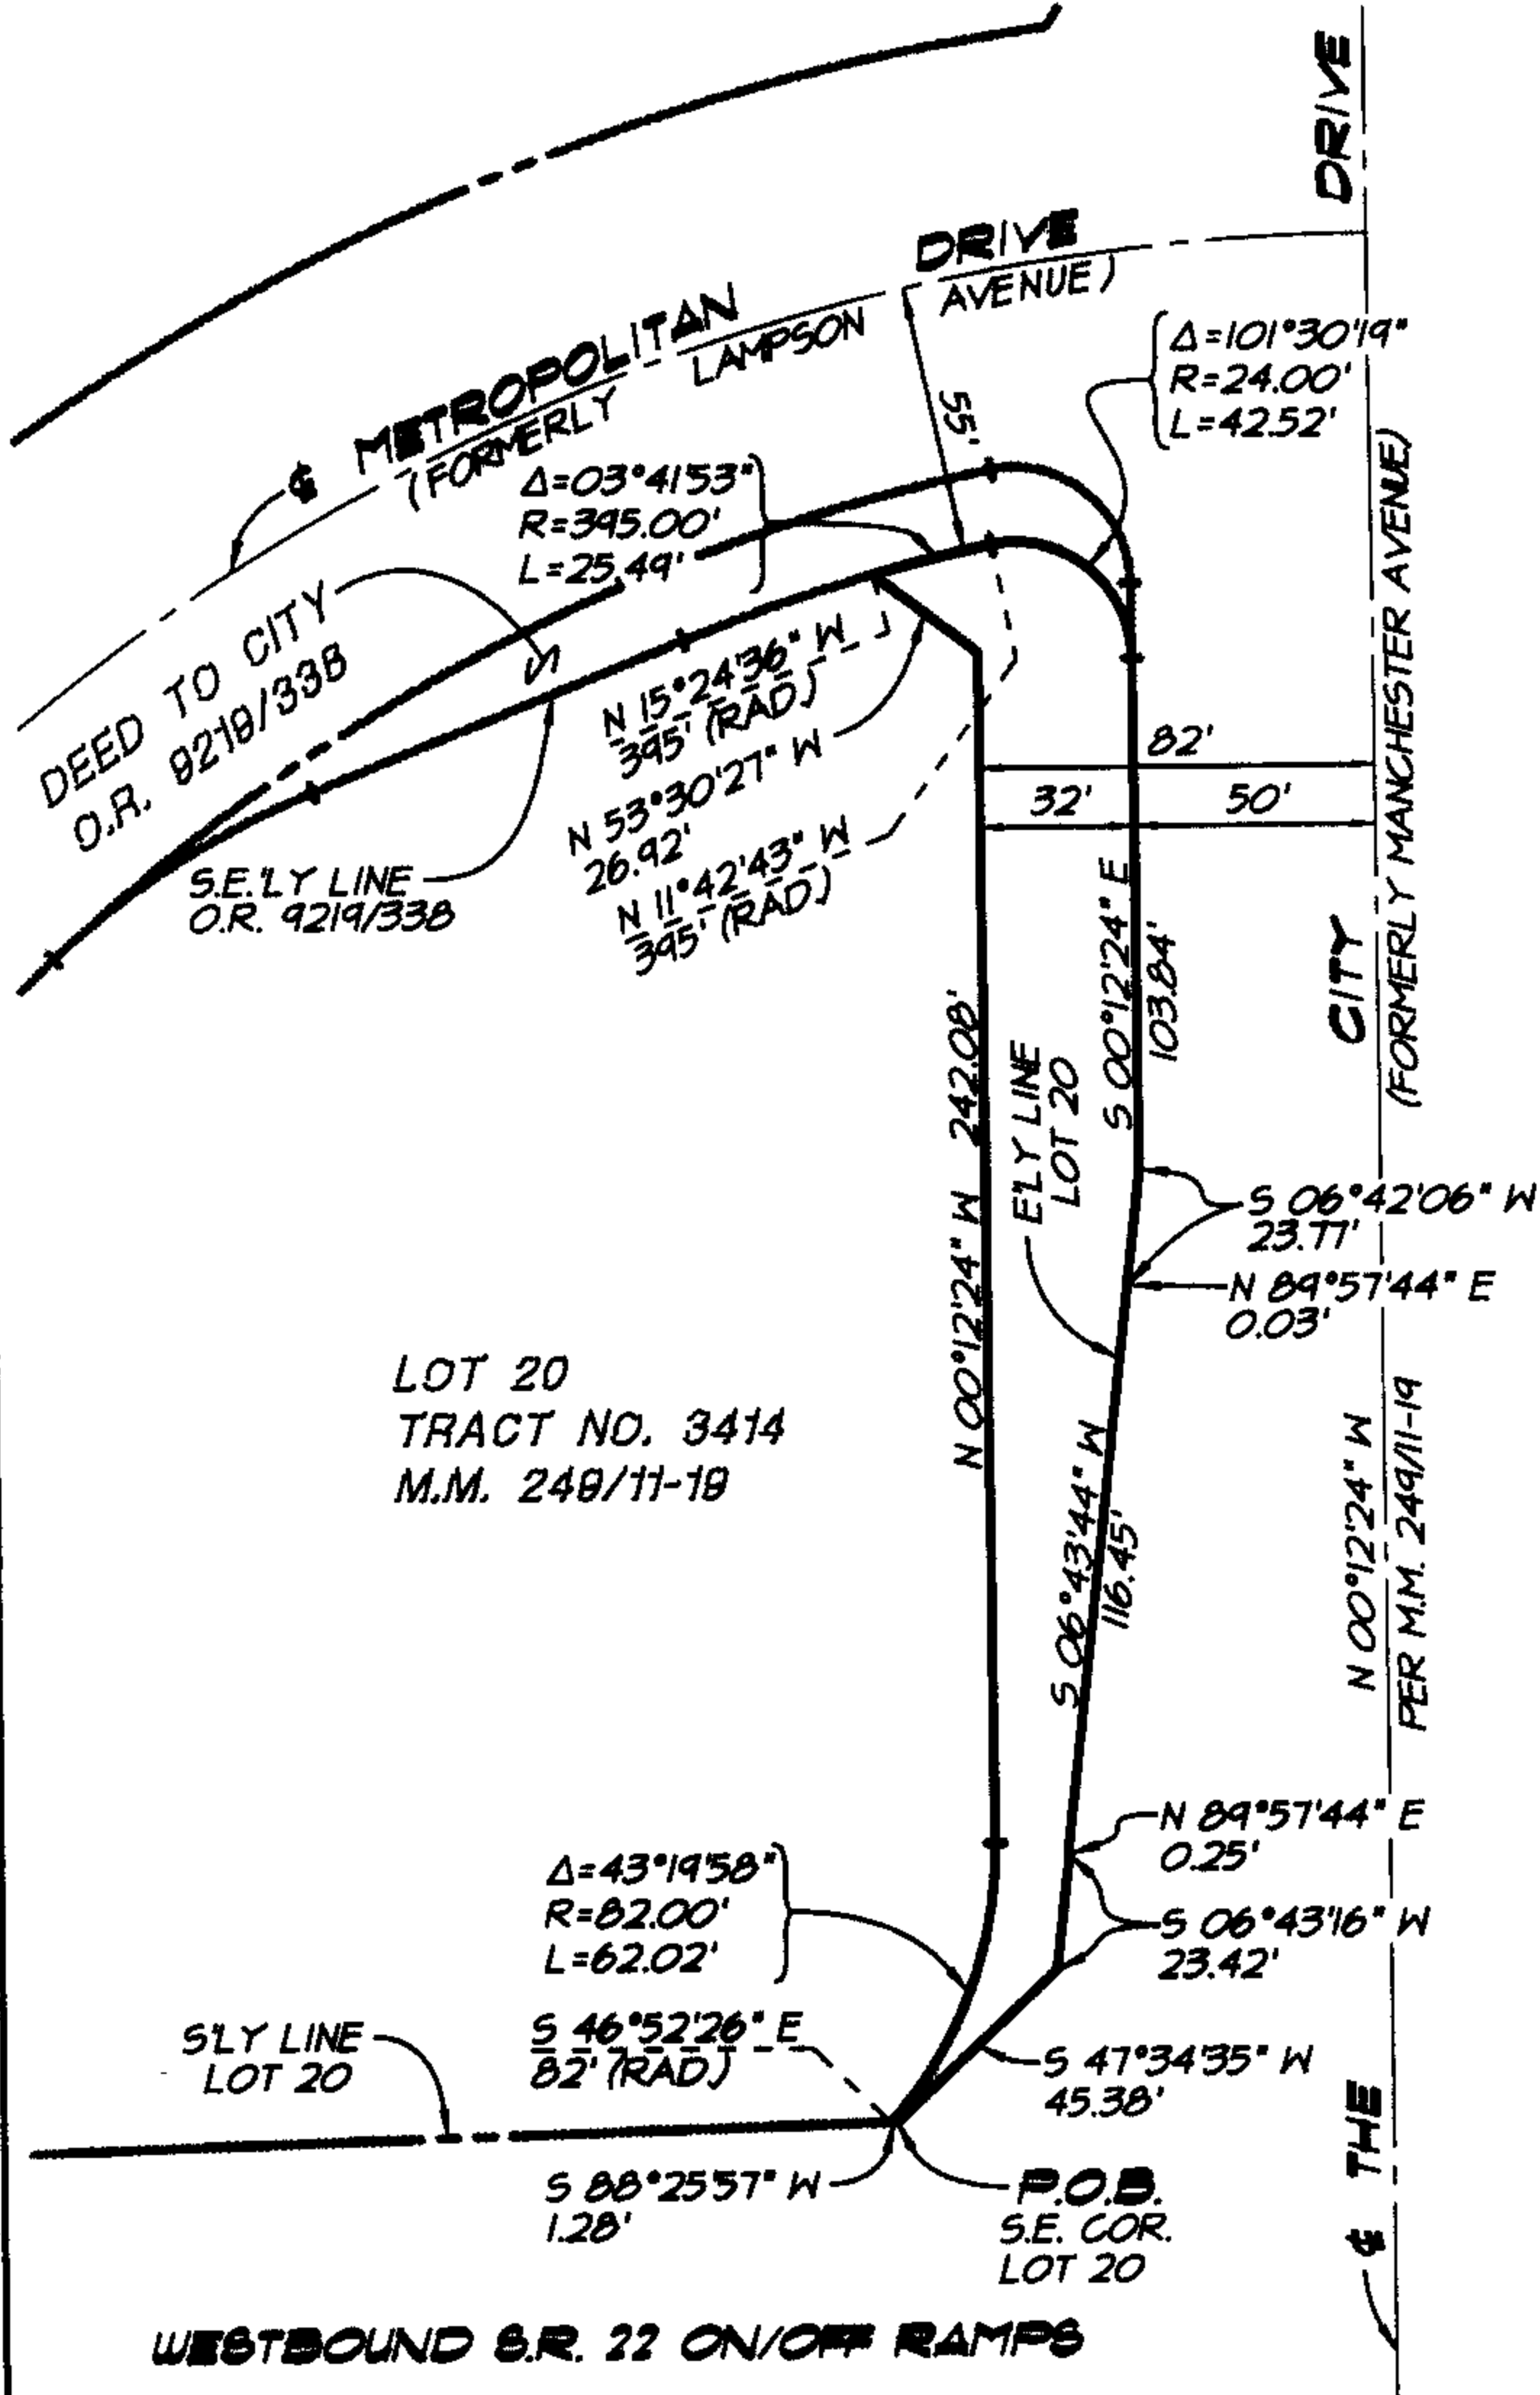 DRIVE
DRIVE
AVENUE)
℄ METROPOLITAN
(FORMERLY LAMPSON
Δ=101°30'19"
R=24.00'
L=42.52'
55'
Δ=03°41'53"
R=395.00'
L=25.49'
DEED TO CITY
O.R. 9219/338
N 15°24'36" W
395' (RAD)
N 53°30'27" W
26.92'
N 11°42'43" W
395' (RAD)
82'
32'
50'
S.E.'LY LINE
O.R. 9219/338
CITY
(FORMERLY MANCHESTER AVENUE)
S 00°12'24" E
103.84'
N 00°12'24" W 242.08'
E'LY LINE
LOT 20
S 06°42'06" W
23.77'
N 89°57'44" E
0.03'
LOT 20
TRACT NO. 3414
M.M. 249/11-19
S 06°43'44" W
116.45'
N 00°12'24" W
PER M.M. 249/11-19
N 89°57'44" E
0.25'
S 06°43'16" W
23.42'
Δ=43°19'58"
R=82.00'
L=62.02'
S'LY LINE
LOT 20
S 46°52'26" E
82' (RAD)
S 47°34'35" W
45.38'
S 88°25'57" W
1.28'
P.O.B.
S.E. COR.
LOT 20
℄ THE
WESTBOUND S.R. 22 ON/OFF RAMPS